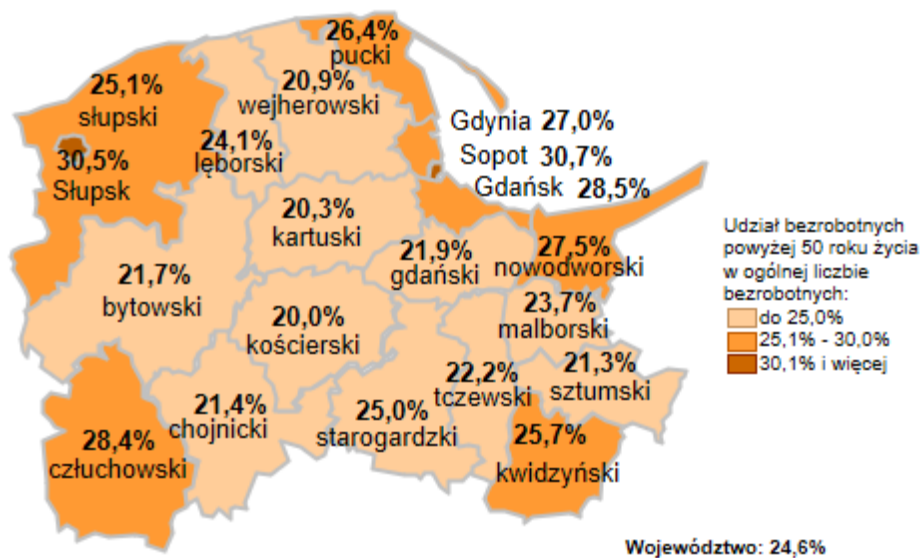 26,4%
pucki
25,1%
słupski
20,9%
wejherowski
Gdynia 27,0%
24,1%
lęborski
Sopot 30,7%
30,5%
Słupsk
Gdańsk 28,5%
20,3%
kartuski
21,9%
gdański
27,5%
nowodworski
21,7%
bytowski
20,0%
kościerski
23,7%
malborski
22,2%
tczewski
21,3%
sztumski
21,4%
chojnicki
25,0%
starogardzki
28,4%
człuchowski
25,7%
kwidzyński
Udział bezrobotnych
powyżej 50 roku życia
w ogólnej liczbie
bezrobotnych:
do 25,0%
25,1% - 30,0%
30,1% i więcej
Województwo: 24,6%